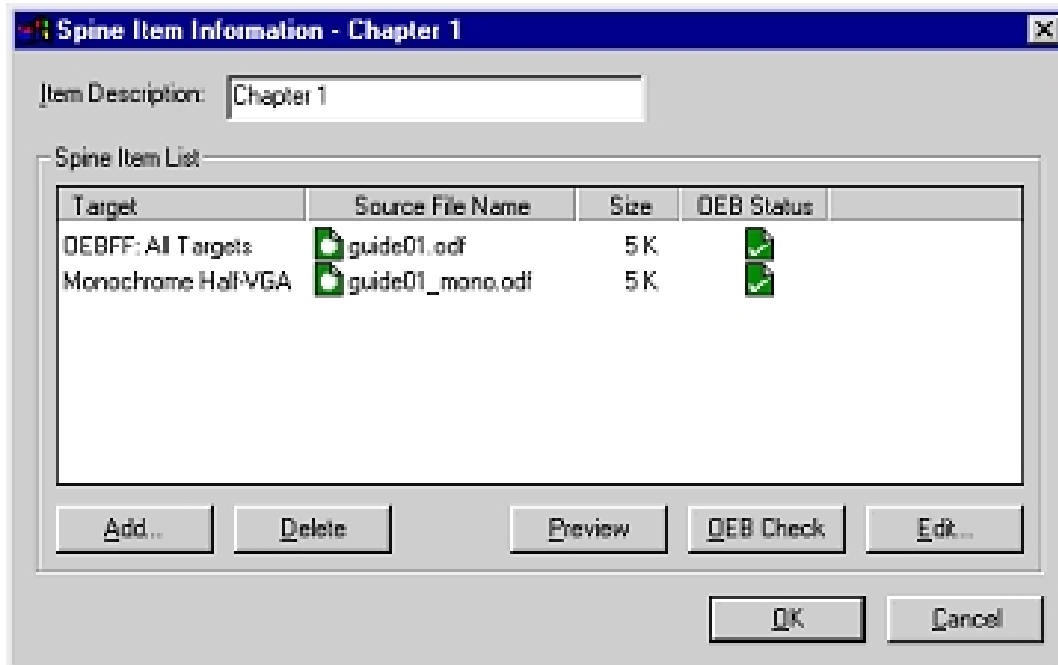 Spine Item Information - Chapter 1
Item Description: Chapter 1
Spine Item List
Target Source File Name Size OEB Status
OEBFF: All Targets guide01.odf 5 K
Monochrome Half-VGA guide01_mono.odf 5 K
Add... Delete Preview OEB Check Edit...
OK Cancel